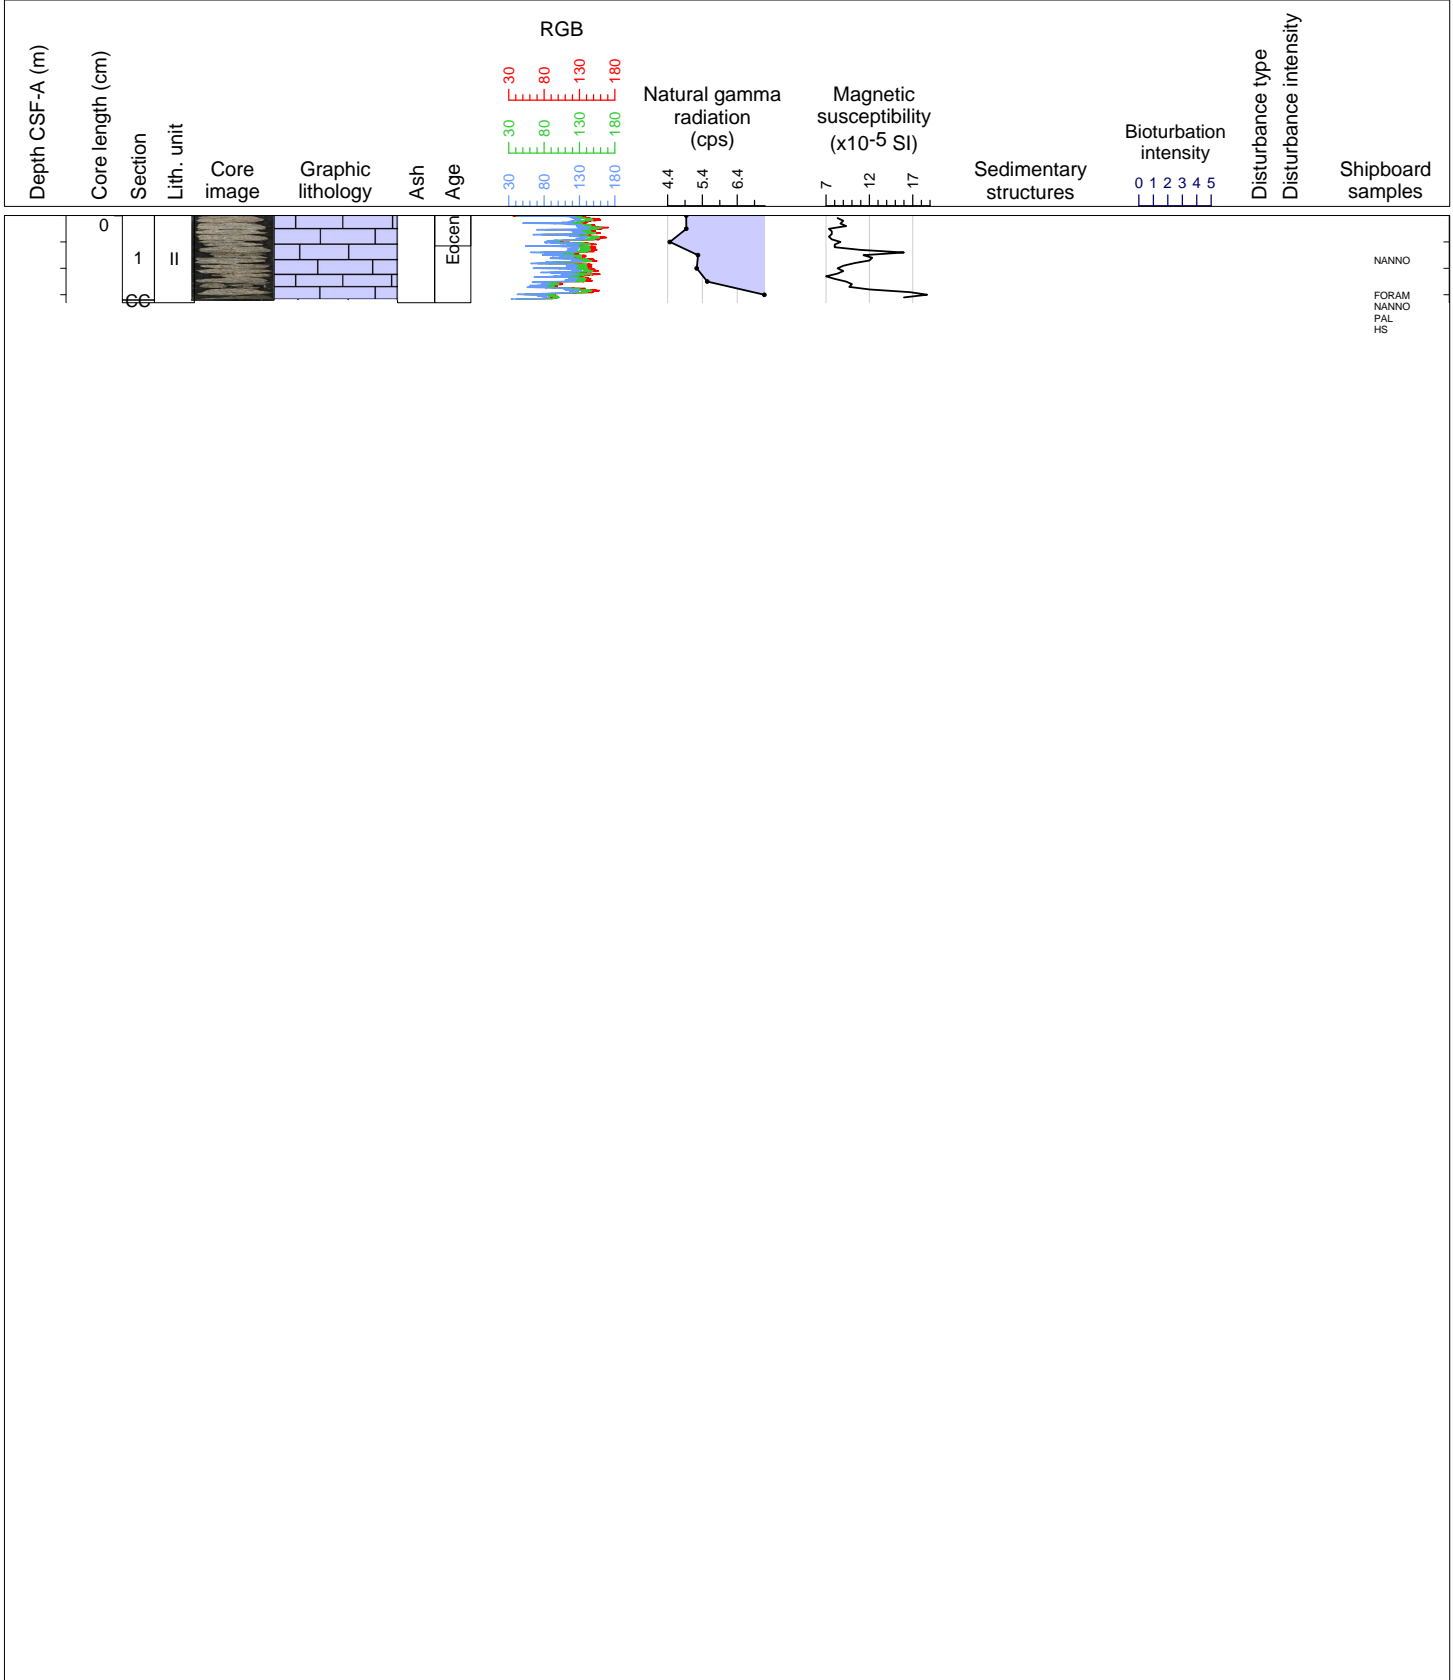 RGB
30 80 130 180
30 80 130 180
30 80 130 180
Depth CSF-A (m)
Core length (cm)
Section
Lith. unit
Core
image
Graphic
lithology
Ash
Age
Natural gamma
radiation
(cps)
4.4 5.4 6.4
Magnetic
susceptibility
(x10-5 SI)
7 12 17
Sedimentary
structures
Bioturbation
intensity
0 1 2 3 4 5
Disturbance type
Disturbance intensity
Shipboard
samples
0
1
CC
II
Eocen
NANNO
FORAM
NANNO
PAL
HS